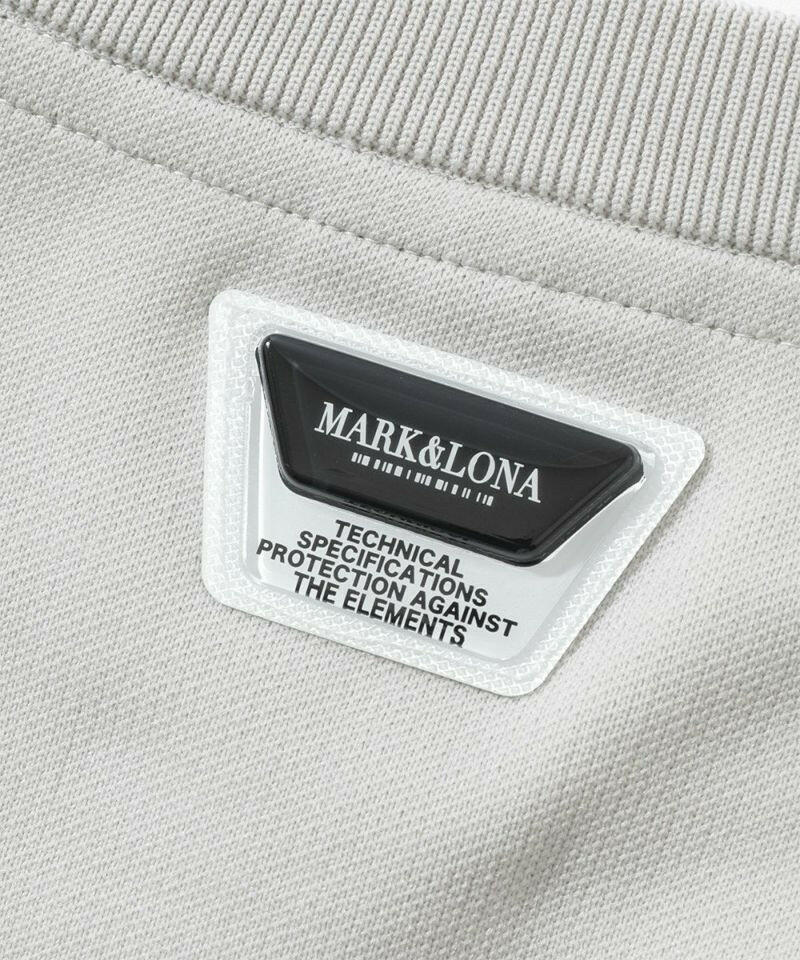 MARK&LONA
TECHNICAL
SPECIFICATIONS
PROTECTION AGAINST
THE ELEMENTS